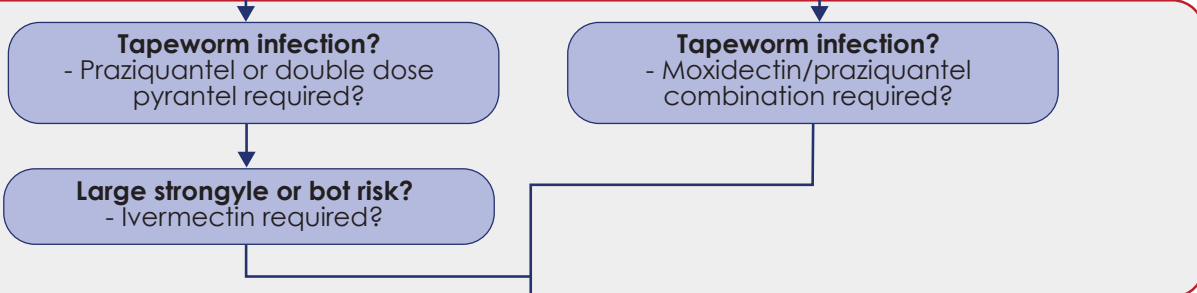 Tapeworm infection?
- Praziquantel or double dose
pyrantel required?
Tapeworm infection?
- Moxidectin/praziquantel
combination required?
Large strongyle or bot risk?
- Ivermectin required?